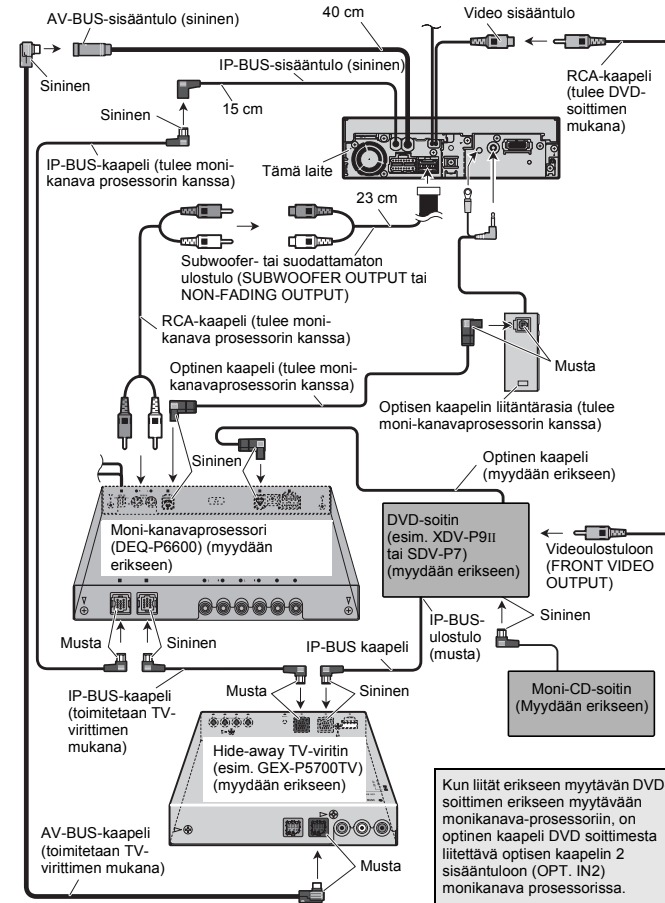 AV-BUS-sisääntulo (sininen)
40 cm
Video sisääntulo
Sininen
IP-BUS-sisääntulo (sininen)
15 cm
Sininen
RCA-kaapeli
(tulee DVD-
soittimen
mukana)
IP-BUS-kaapeli (tulee moni-
kanava prosessorin kanssa)
Tämä laite
23 cm
Subwoofer- tai suodattamaton
ulostulo (SUBWOOFER OUTPUT tai
NON-FADING OUTPUT)
RCA-kaapeli (tulee moni-
kanava prosessorin kanssa)
Optinen kaapeli (tulee moni-
kanavaprosessorin kanssa)
Musta
Optisen kaapelin liitäntärasia (tulee
moni-kanavaprosessorin kanssa)
Sininen
Optinen kaapeli
(myydään erikseen)
Moni-kanavaprosessori
(DEQ-P6600) (myydään
erikseen)
DVD-soitin
(esim. XDV-P9II
tai SDV-P7)
(myydään erikseen)
Videoulostuloon
(FRONT VIDEO
OUTPUT)
Musta
Sininen
IP-BUS kaapeli
IP-BUS-
ulostulo
(musta)
Sininen
IP-BUS-kaapeli
(toimitetaan TV-
virittimen
mukana)
Musta
Sininen
Moni-CD-soitin
(Myydään erikseen)
Hide-away TV-viritin
(esim. GEX-P5700TV)
(myydään erikseen)
AV-BUS-kaapeli
(toimitetaan TV-
virittimen mukana)
Musta
Kun liität erikseen myytävän DVD
soittimen erikseen myytävään
monikanava-prosessoriin, on
optinen kaapeli DVD soittimesta
liitettävä optisen kaapelin 2
sisääntuloon (OPT. IN2)
monikanava prosessorissa.